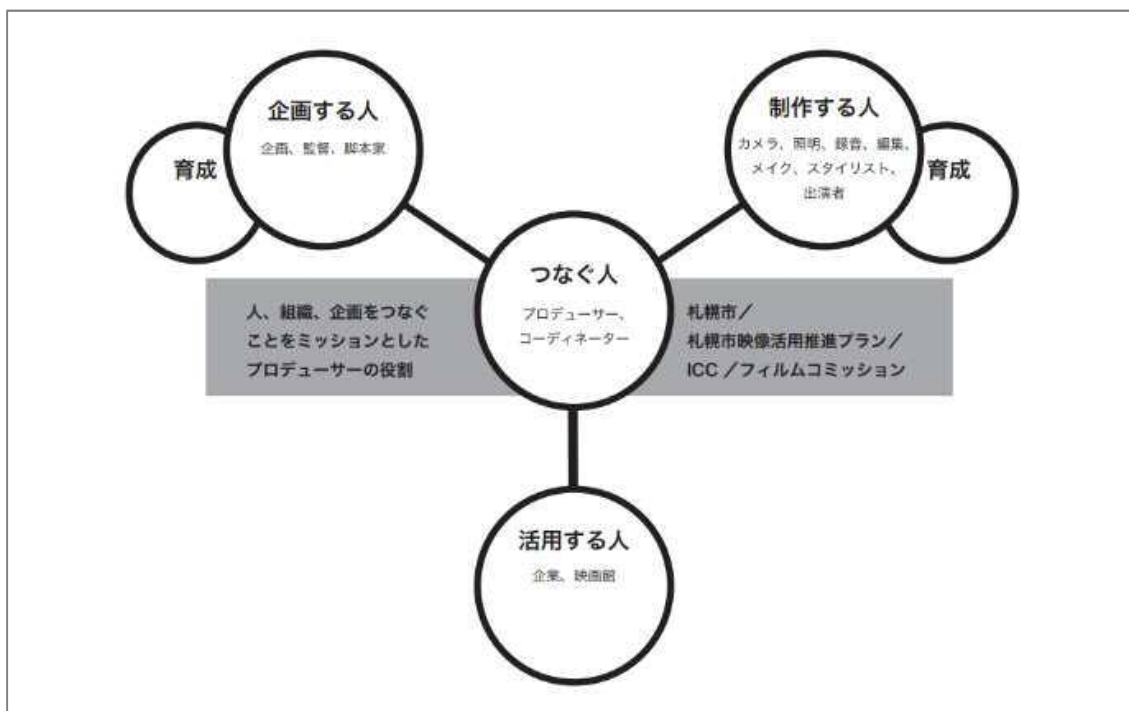 企画する人
企画、監督、脚本家
育成
制作する人
カメラ、照明、録音、編集、
メイク、スタイリスト、
出演者
育成
つなぐ人
プロデューサー、
コーディネーター
人、組織、企画をつなぐ
ことをミッションとした
プロデューサーの役割
札幌市／
札幌市映像活用推進プラン／
ICC ／フィルムコミッション
活用する人
企業、映画館